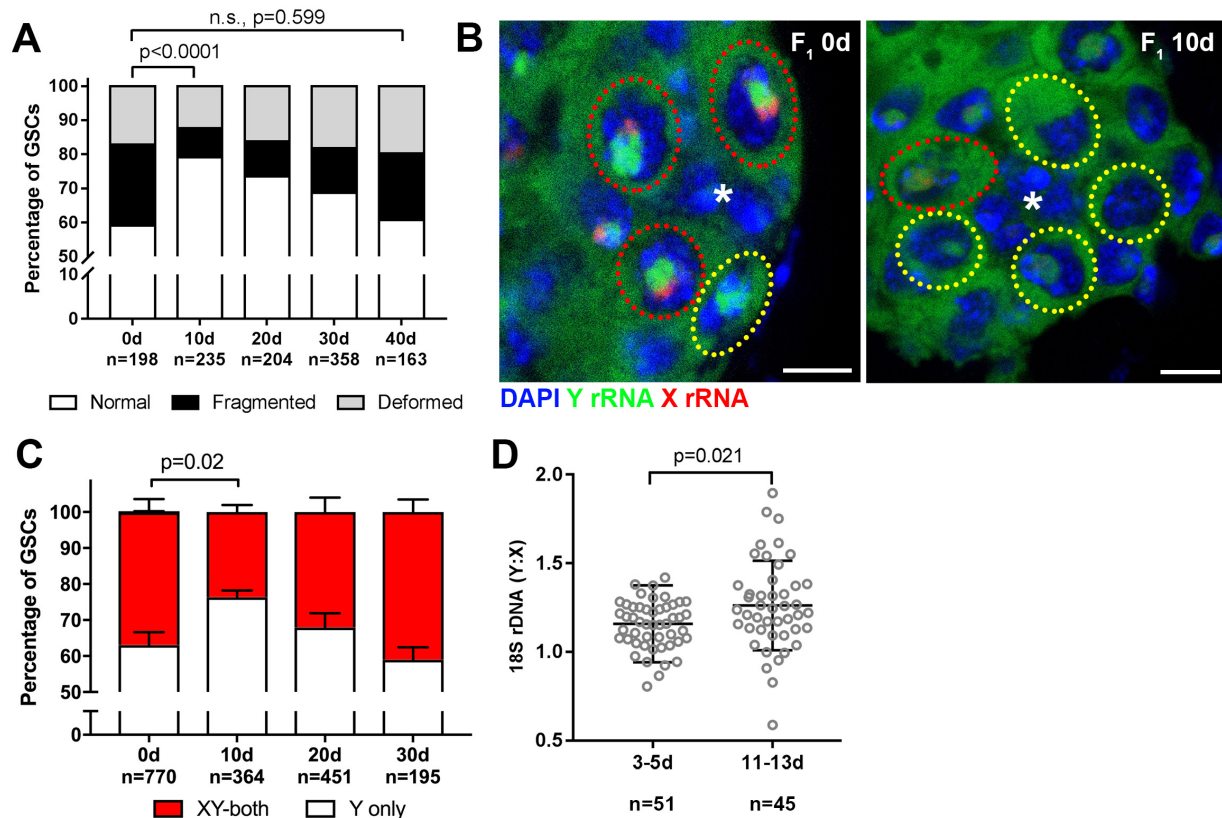 A
n.s., p=0.599
p<0.0001
Percentage of GSCs
100
90
80
70
60
50
10
0
0d 10d 20d 30d 40d
n=198 n=235 n=204 n=358 n=163
Normal Fragmented Deformed
B
F1 0d
F1 10d
*
*
DAPI Y rRNA X rRNA
C
p=0.02
Percentage of GSCs
100
90
80
70
60
50
0
0d 10d 20d 30d
n=770 n=364 n=451 n=195
XY-both Y only
D
p=0.021
18S rDNA (Y:X)
2.0
1.5
1.0
0.5
3-5d 11-13d
n=51 n=45